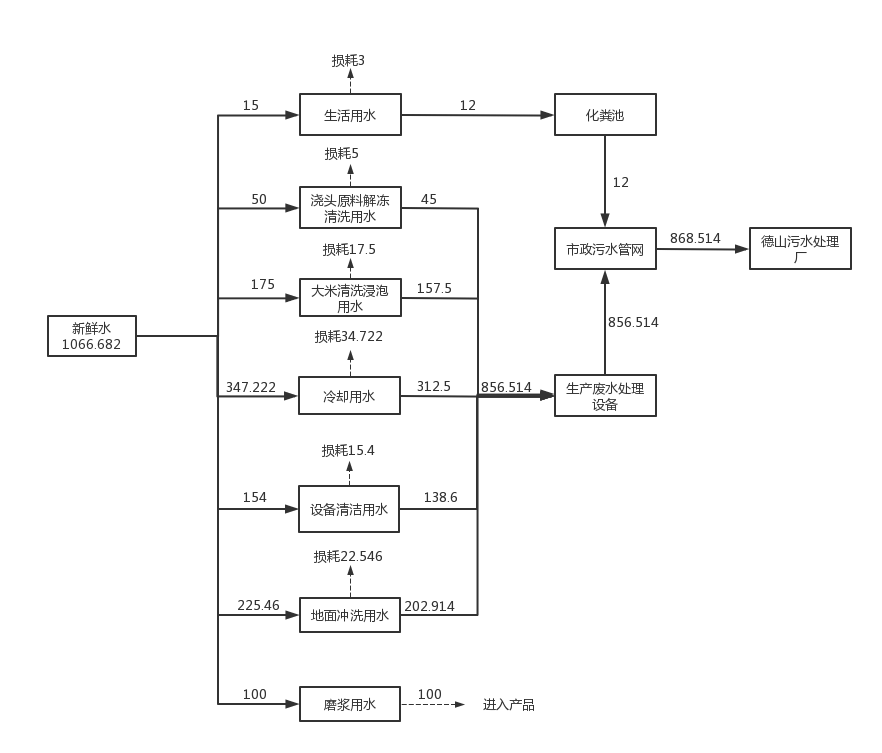 损耗3
15
生活用水
12
化粪池
损耗5
12
50
浇头原料解冻
清洗用水
45
市政污水管网
868.514
德山污水处理
厂
损耗17.5
175
大米清洗浸泡
用水
157.5
新鲜水
1066.682
损耗34.722
856.514
347.222
冷却用水
312.5
856.514
生产废水处理
设备
损耗15.4
154
设备清洁用水
138.6
损耗22.546
225.46
地面冲洗用水
202.914
100
磨浆用水
100
进入产品